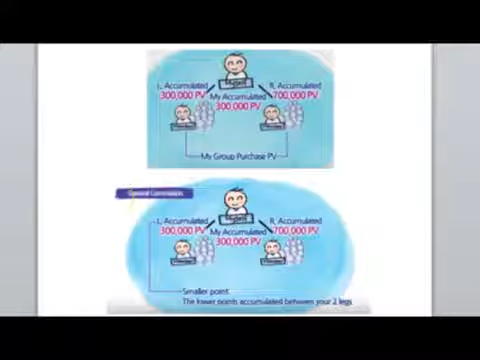 L, Accumulated
R, Accumulated
300,000 PV
My Accumulated
700,000 PV
300,000 PV
My Group Purchase PV
General Commission
L, Accumulated
R, Accumulated
300,000 PV
My Accumulated
700,000 PV
300,000 PV
Smaller point
The lower points accumulated between your 2 legs